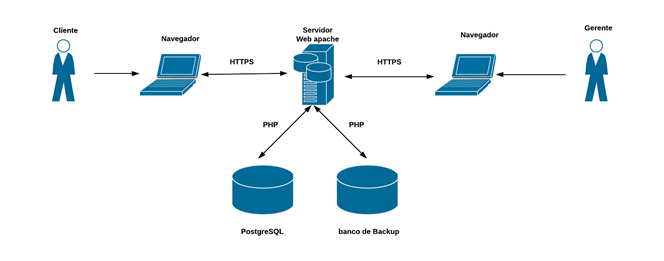 Cliente
Navegador
HTTPS
Servidor
Web apache
HTTPS
Navegador
Gerente
PHP
PHP
PostgreSQL
banco de Backup